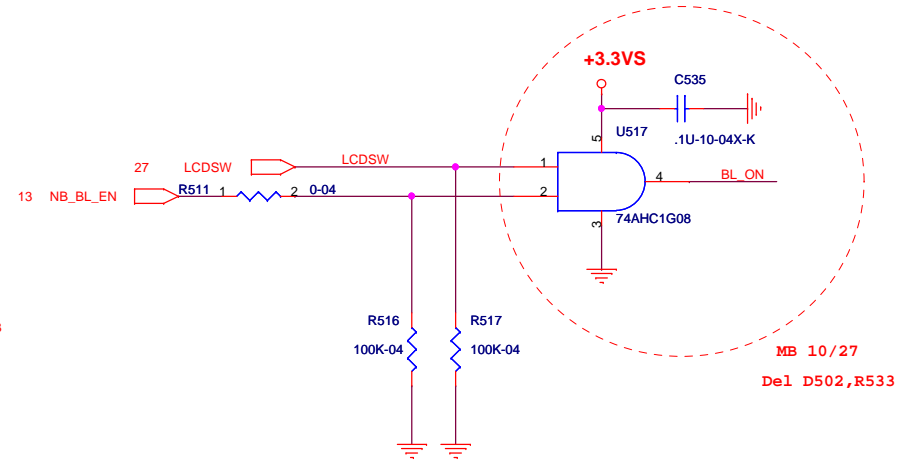 +3.3VS
C535
.1U-10-04X-K
5
U517
27 LCDSW
LCDSW
1
13 NB_BL_EN
R511 1 2 0-04
2
4
BL_ON
74AHC1G08
3
R516
100K-04
R517
100K-04
MB 10/27
Del D502,R533